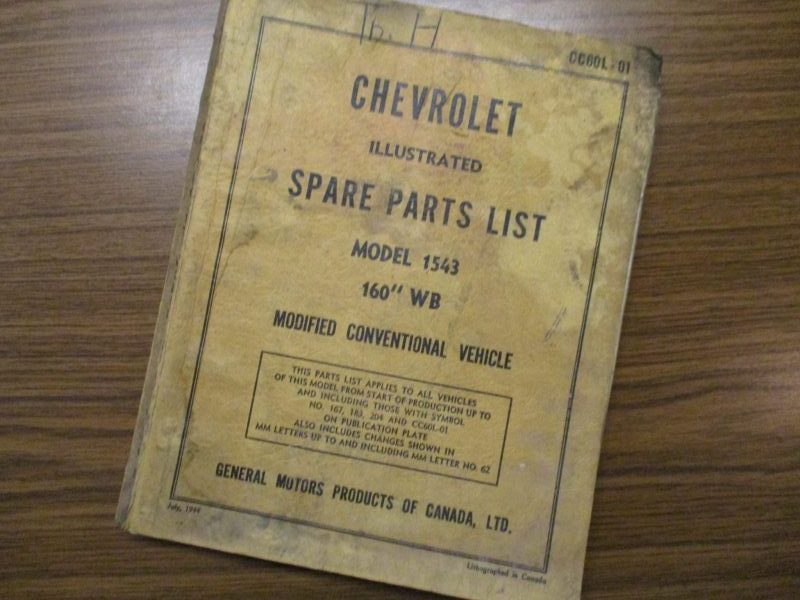 CC60L-01
CHEVROLET
ILLUSTRATED
SPARE PARTS LIST
MODEL 1543
160" WB
MODIFIED CONVENTIONAL VEHICLE
THIS PARTS LIST APPLIES TO ALL VEHICLES
OF THIS MODEL FROM START OF PRODUCTION UP TO
AND INCLUDING THOSE WITH SYMBOL
NO. 167, 183, 204 AND CC60L-01
ON PUBLICATION PLATE
ALSO INCLUDES CHANGES SHOWN IN
MM LETTERS UP TO AND INCLUDING MM LETTER NO. 62
GENERAL MOTORS PRODUCTS OF CANADA, LTD.
July, 1944
Lithographed in Canada